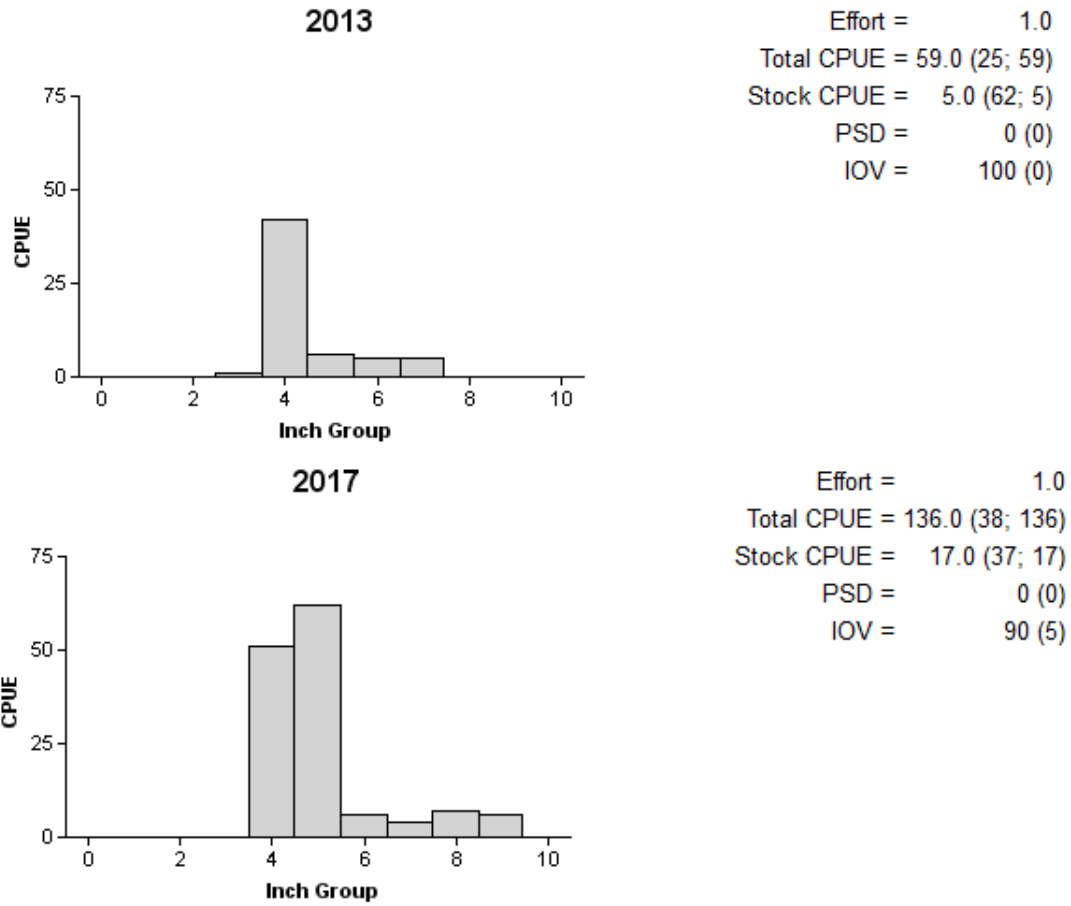 2013
Effort = 1.0
Total CPUE = 59.0 (25; 59)
Stock CPUE = 5.0 (62; 5)
PSD = 0 (0)
IOV = 100 (0)
75
50
25
0
CPUE
0 2 4 6 8 10
Inch Group
2017
Effort = 1.0
Total CPUE = 136.0 (38; 136)
Stock CPUE = 17.0 (37; 17)
PSD = 0 (0)
IOV = 90 (5)
75
50
25
0
CPUE
0 2 4 6 8 10
Inch Group